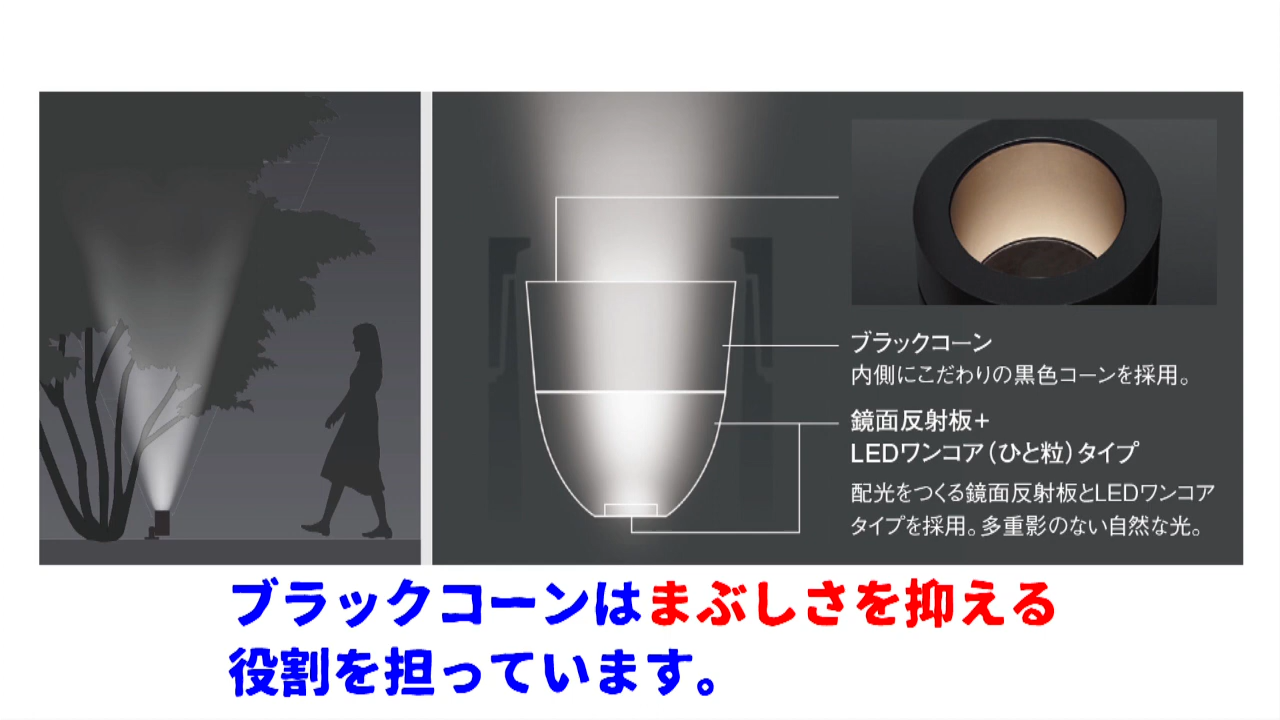 ブラックコーン
内側にこだわりの黒色コーンを採用。
鏡面反射板+
LEDワンコア(ひと粒)タイプ
配光をつくる鏡面反射板とLEDワンコア
タイプを採用。多重影のない自然な光。
ブラックコーンはまぶしさを抑える
役割を担っています。